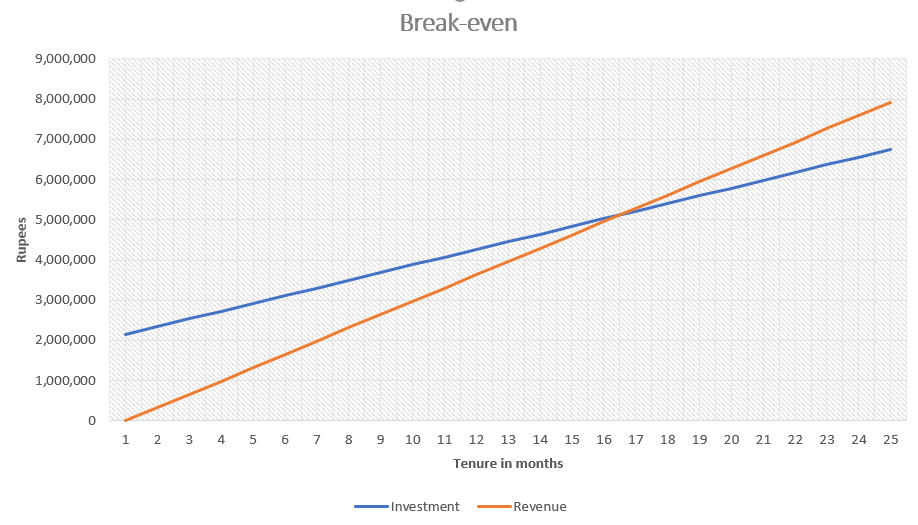 Break-even
9,000,000
8,000,000
7,000,000
6,000,000
5,000,000
4,000,000
3,000,000
2,000,000
1,000,000
0
Rupees
1 2 3 4 5 6 7 8 9 10 11 12 13 14 15 16 17 18 19 20 21 22 23 24 25
Tenure in months
Investment Revenue